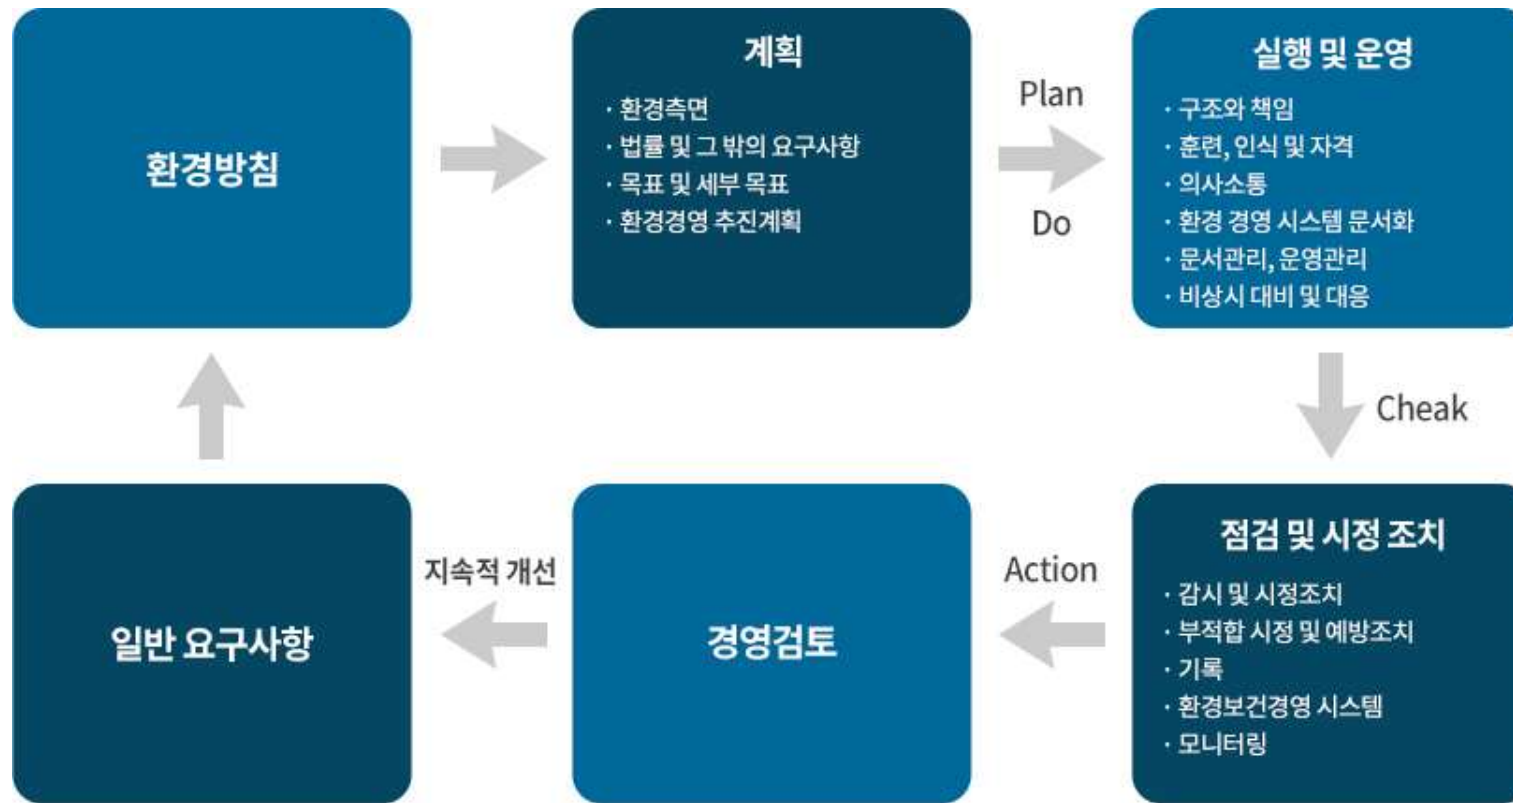 환경방침
계획
· 환경측면
· 법률 및 그 밖의 요구사항
· 목표 및 세부 목표
· 환경경영 추진계획
Plan
Do
실행 및 운영
· 구조와 책임
· 훈련, 인식 및 자격
· 의사소통
· 환경 경영 시스템 문서화
· 문서관리, 운영관리
· 비상시 대비 및 대응
Cheak
점검 및 시정 조치
· 감시 및 시정조치
· 부적합 시정 및 예방조치
· 기록
· 환경보건경영 시스템
· 모니터링
Action
경영검토
지속적 개선
일반 요구사항